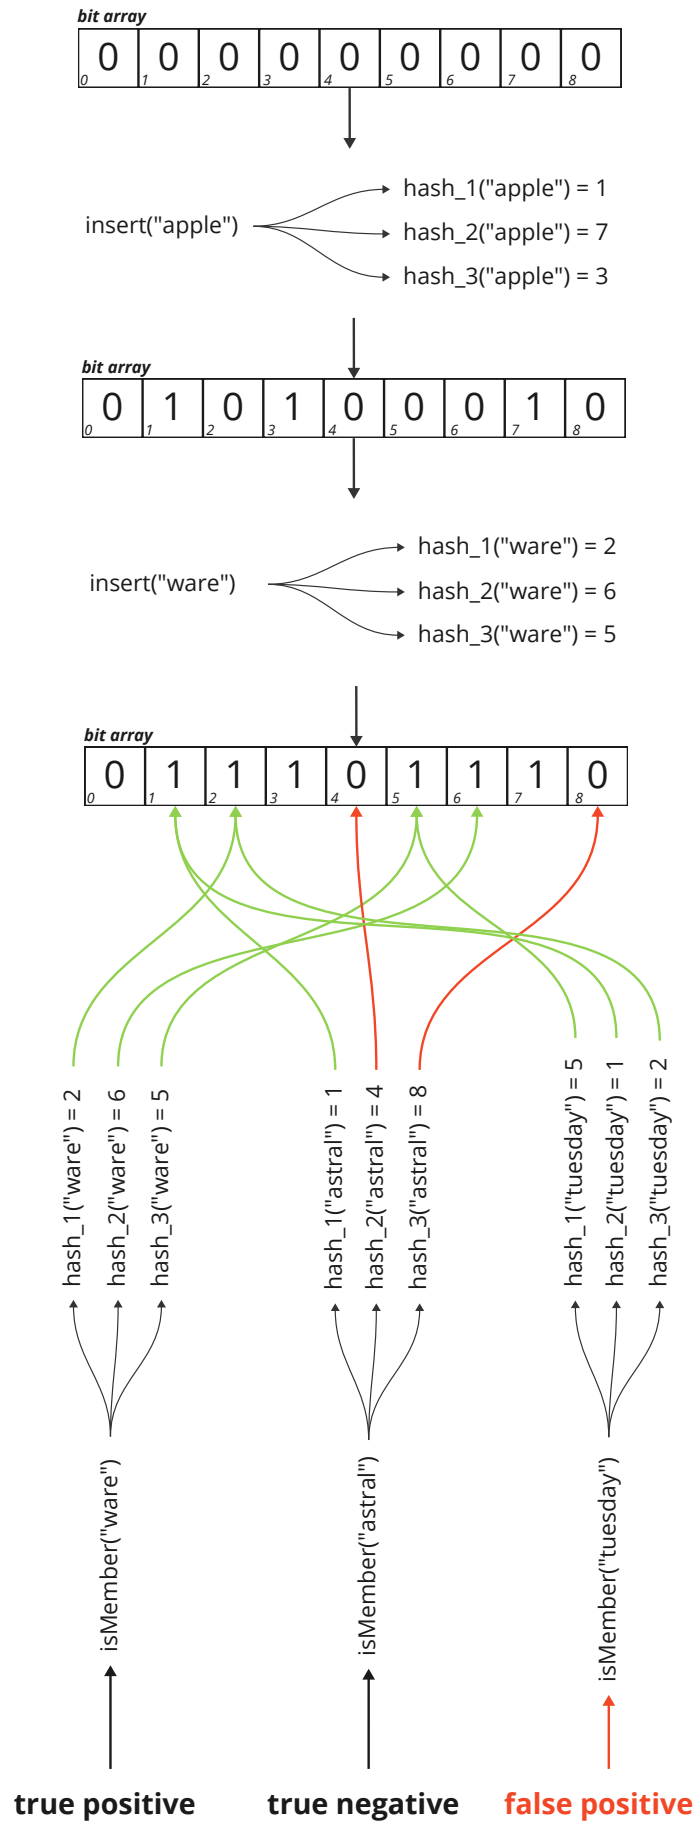 bit array
0 0 0 0 0 0 0 0 0
0 1 2 3 4 5 6 7 8
hash_1("apple") = 1
insert("apple")
hash_2("apple") = 7
hash_3("apple") = 3
bit array
0 1 0 1 0 0 0 1 0
0 1 2 3 4 5 6 7 8
hash_1("ware") = 2
insert("ware")
hash_2("ware") = 6
hash_3("ware") = 5
bit array
0 1 1 1 0 1 1 1 0
0 1 2 3 4 5 6 7 8
hash_1("ware") = 2
hash_2("ware") = 6
hash_3("ware") = 5
hash_1("astral") = 1
hash_2("astral") = 4
hash_3("astral") = 8
hash_1("tuesday") = 5
hash_2("tuesday") = 1
hash_3("tuesday") = 2
isMember("ware")
isMember("astral")
isMember("tuesday")
true positive
true negative
false positive